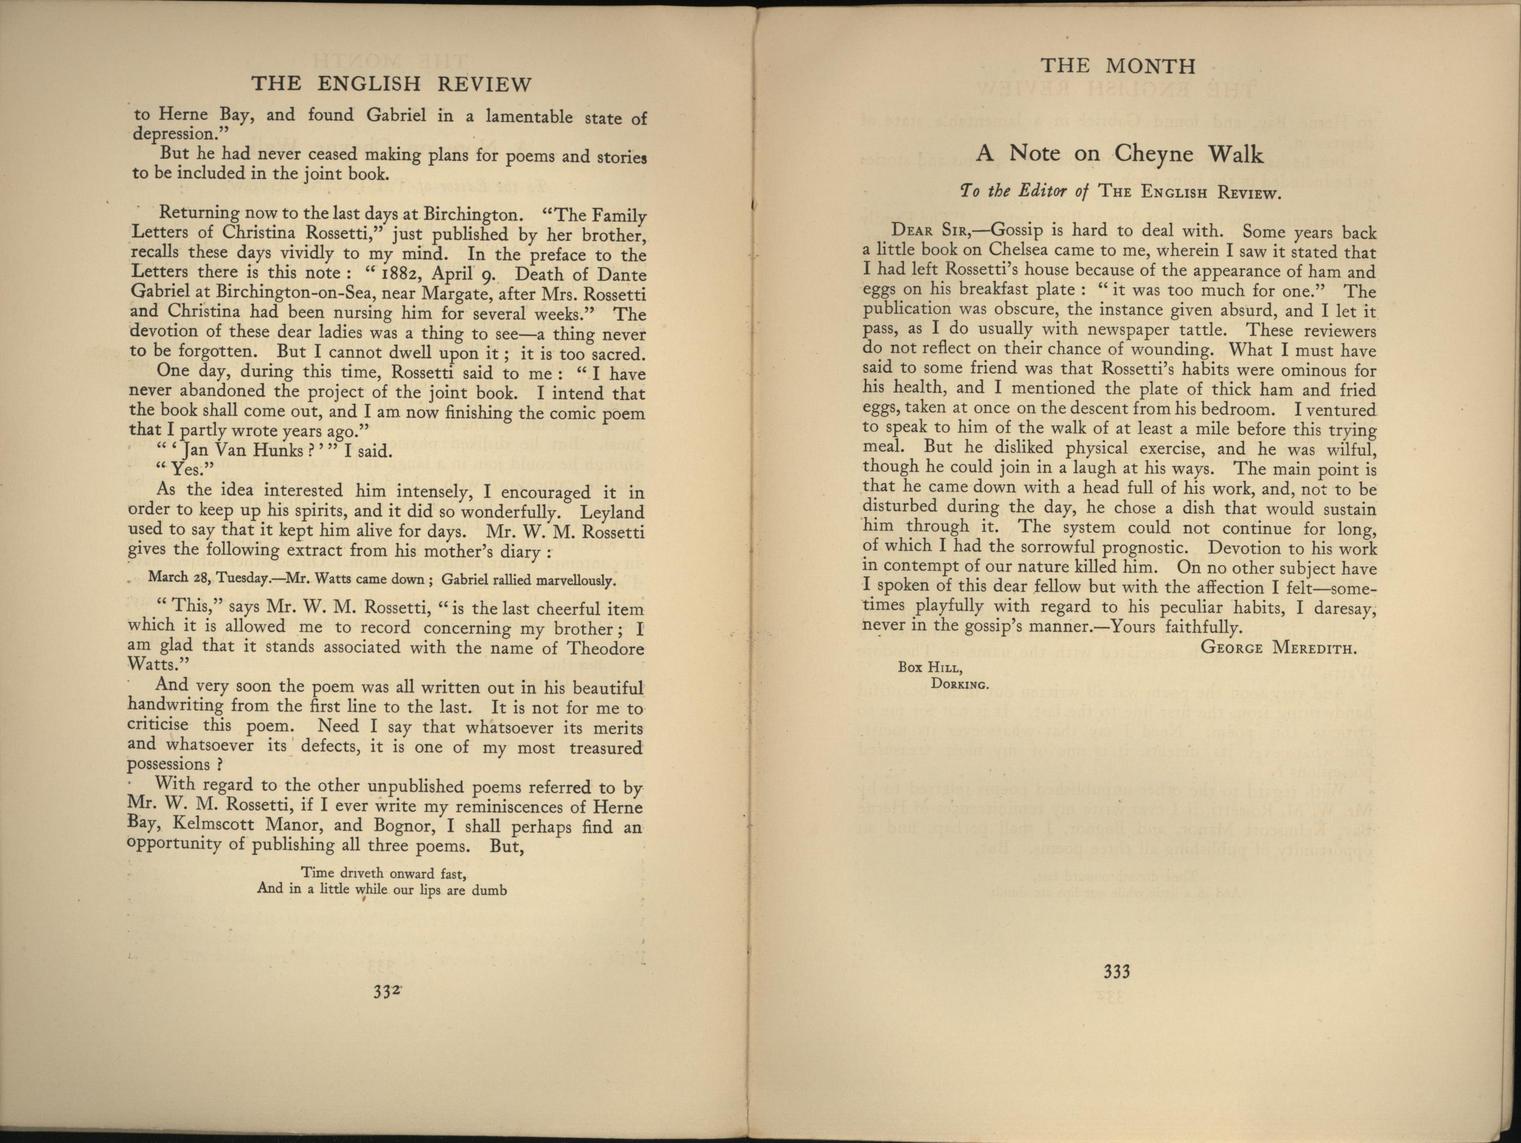 THE ENGLISH REVIEW
to Herne Bay, and found Gabriel in a lamentable state of
depression.”
But he had never ceased making plans for poems and stories
to be included in the joint book.
Returning now to the last days at Birchington. “The Family
Letters of Christina Rossetti,” just published by her brother,
recalls these days vividly to my mind. In the preface to the
Letters there is this note : “ 1882, April 9. Death of Dante
Gabriel at Birchington-on-Sea, near Margate, after Mrs. Rossetti
and Christina had been nursing him for several weeks.” The
devotion of these dear ladies was a thing to see—a thing never
to be forgotten. But I cannot dwell upon it ; it is too sacred.
One day, during this time, Rossetti said to me : “ I have
never abandoned the project of the joint book. I intend that
the book shall come out, and I am now finishing the comic poem
that I partly wrote years ago.”
“ ‘ Jan Van Hunks ? ’ ” I said.
“ Yes.”
As the idea interested him intensely, I encouraged it in
order to keep up his spirits, and it did so wonderfully. Leyland
used to say that it kept him alive for days. Mr. W. M. Rossetti
gives the following extract from his mother’s diary :
March 28, Tuesday.—Mr. Watts came down ; Gabriel rallied marvellously.
“ This,” says Mr. W. M. Rossetti, “ is the last cheerful item
which it is allowed me to record concerning my brother ; I
am glad that it stands associated with the name of Theodore
Watts.”
And very soon the poem was all written out in his beautiful
handwriting from the first line to the last. It is not for me to
criticise this poem. Need I say that whatsoever its merits
and whatsoever its defects, it is one of my most treasured
possessions ?
With regard to the other unpublished poems referred to by
Mr. W. M. Rossetti, if I ever write my reminiscences of Herne
Bay, Kelmscott Manor, and Bognor, I shall perhaps find an
opportunity of publishing all three poems. But,
Time driveth onward fast,
And in a little while our lips are dumb
332
THE MONTH
A Note on Cheyne Walk
To the Editor of THE ENGLISH REVIEW.
DEAR SIR,—Gossip is hard to deal with. Some years back
a little book on Chelsea came to me, wherein I saw it stated that
I had left Rossetti’s house because of the appearance of ham and
eggs on his breakfast plate : “ it was too much for one.” The
publication was obscure, the instance given absurd, and I let it
pass, as I do usually with newspaper tattle. These reviewers
do not reflect on their chance of wounding. What I must have
said to some friend was that Rossetti’s habits were ominous for
his health, and I mentioned the plate of thick ham and fried
eggs, taken at once on the descent from his bedroom. I ventured
to speak to him of the walk of at least a mile before this trying
meal. But he disliked physical exercise, and he was wilful,
though he could join in a laugh at his ways. The main point is
that he came down with a head full of his work, and, not to be
disturbed during the day, he chose a dish that would sustain
him through it. The system could not continue for long,
of which I had the sorrowful prognostic. Devotion to his work
in contempt of our nature killed him. On no other subject have
I spoken of this dear fellow but with the affection I felt—some-
times playfully with regard to his peculiar habits, I daresay,
never in the gossip’s manner.—Yours faithfully.
GEORGE MEREDITH.
BOX HILL,
DORKING.
333